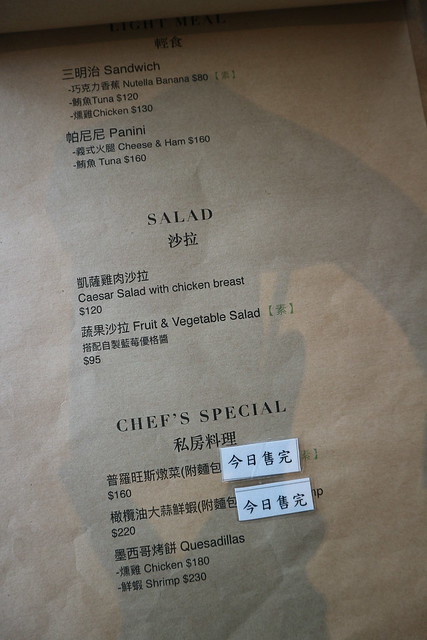 LIGHT MEAL
輕食
三明治 Sandwich
-巧克力香蕉 Nutella Banana $80【素】
-鮪魚Tuna $120
-燻雞Chicken $130
帕尼尼 Panini
-義式火腿 Cheese & Ham $160
-鮪魚 Tuna $160
SALAD
沙拉
凱薩雞肉沙拉
Caesar Salad with chicken breast
$120
蔬果沙拉 Fruit & Vegetable Salad【素】
搭配自製藍莓優格醬
$95
CHEF'S SPECIAL
私房料理
普羅旺斯燉菜(附麵包 今日售完 素】
$160
橄欖油大蒜鮮蝦(附麵包 今日售完 mp
$220
墨西哥烤餅 Quesadillas
-燻雞 Chicken $180
-鮮蝦 Shrimp $230